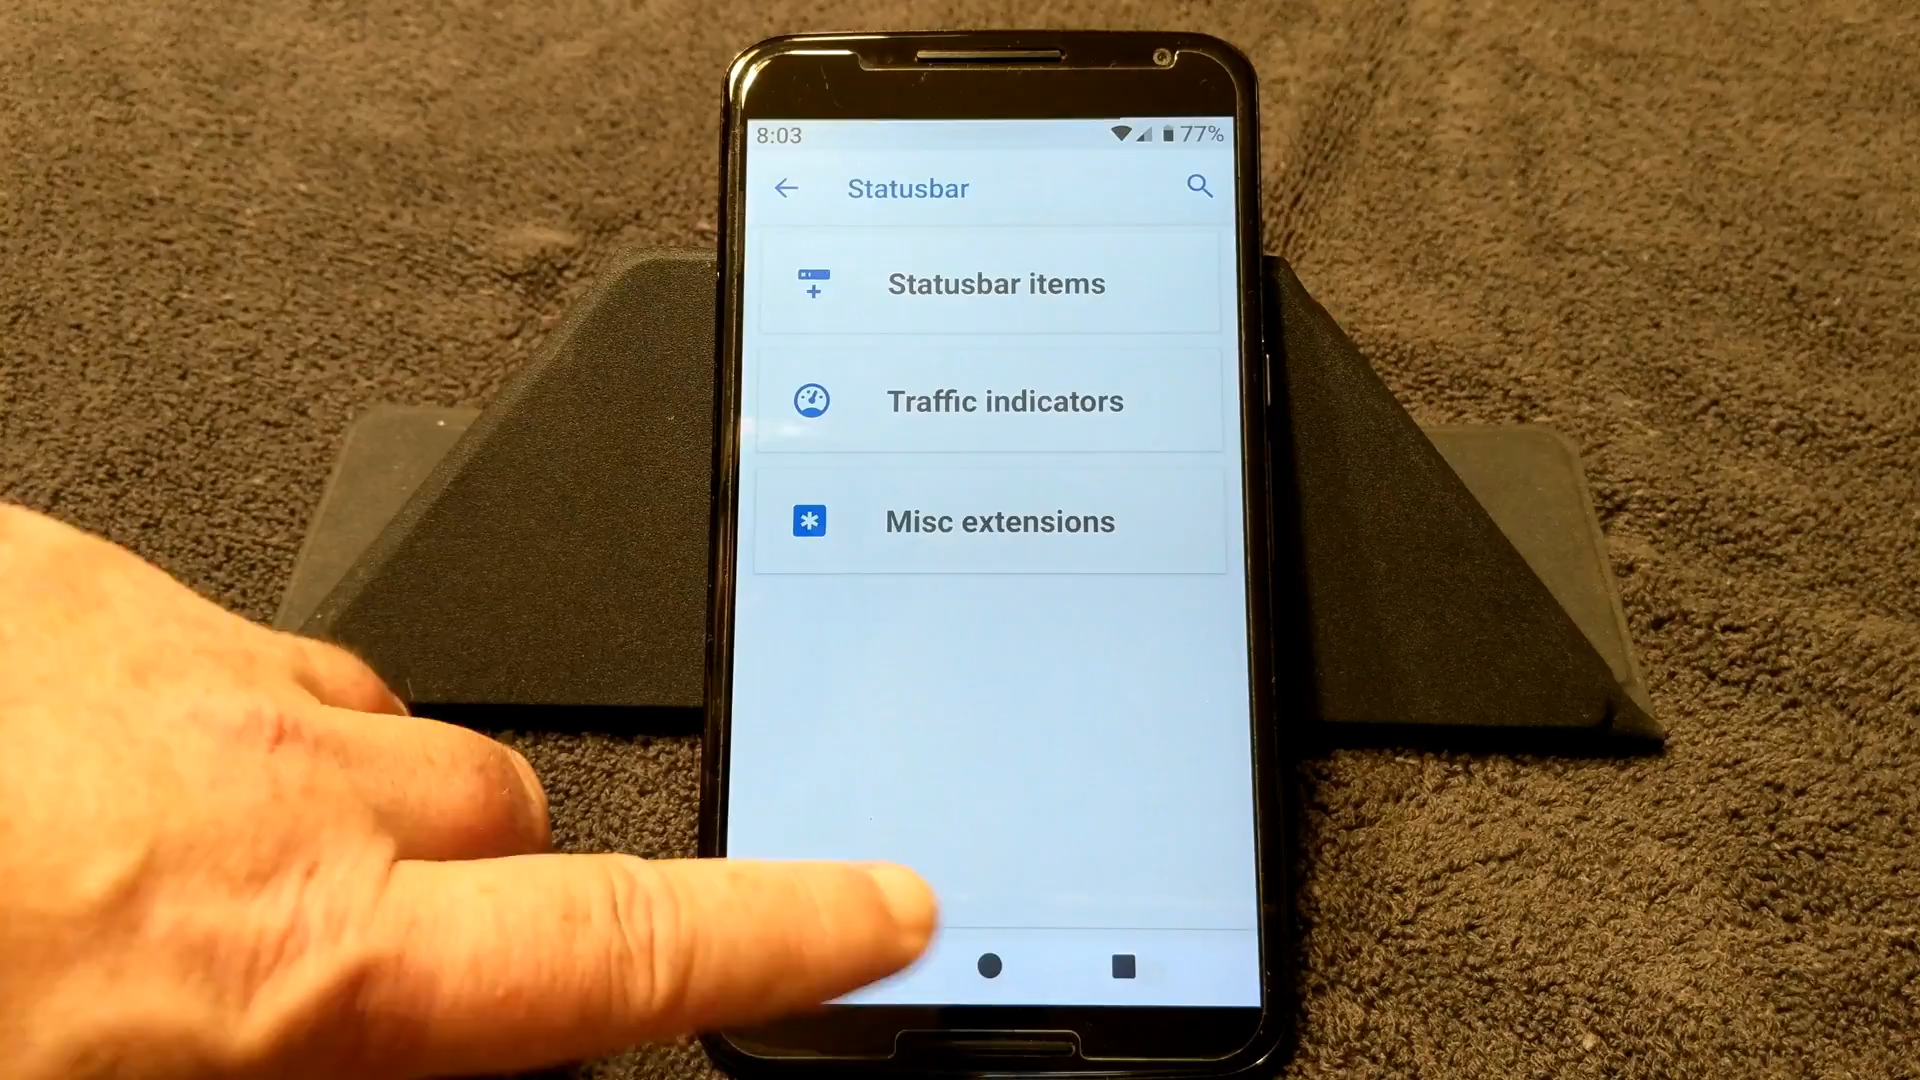 8:03 77%
Statusbar
Statusbar items
Traffic indicators
Misc extensions